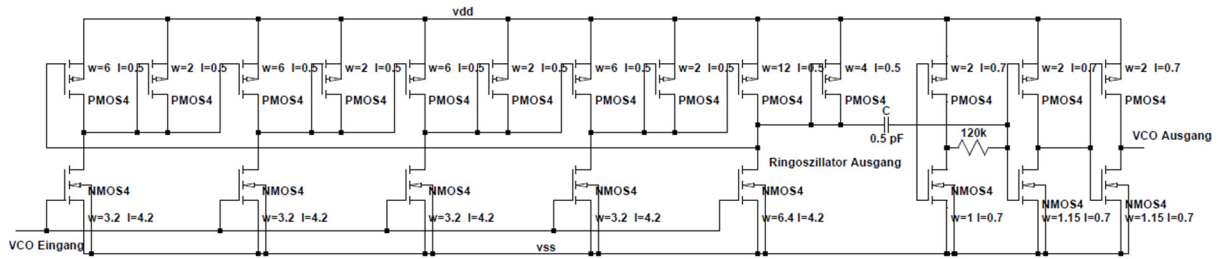 vdd
w=6 l=0.5
w=2 l=0.5
w=6 l=0.5
w=2 l=0.5
w=6 l=0.5
w=2 l=0.5
w=6 l=0.5
w=2 l=0.5
w=12 l=0.5
w=4 l=0.5
w=2 l=0.7
w=2 l=0.7
w=2 l=0.7
PMOS4
PMOS4
PMOS4
PMOS4
PMOS4
PMOS4
PMOS4
PMOS4
PMOS4
PMOS4
PMOS4
PMOS4
PMOS4
C
0.5 pF
120k
VCO Ausgang
Ringoszillator Ausgang
NMOS4
NMOS4
NMOS4
NMOS4
NMOS4
NMOS4
NMOS4
NMOS4
w=3.2 l=4.2
w=3.2 l=4.2
w=3.2 l=4.2
w=3.2 l=4.2
w=6.4 l=4.2
w=1 l=0.7
w=1.15 l=0.7
w=1.15 l=0.7
VCO Eingang
vss